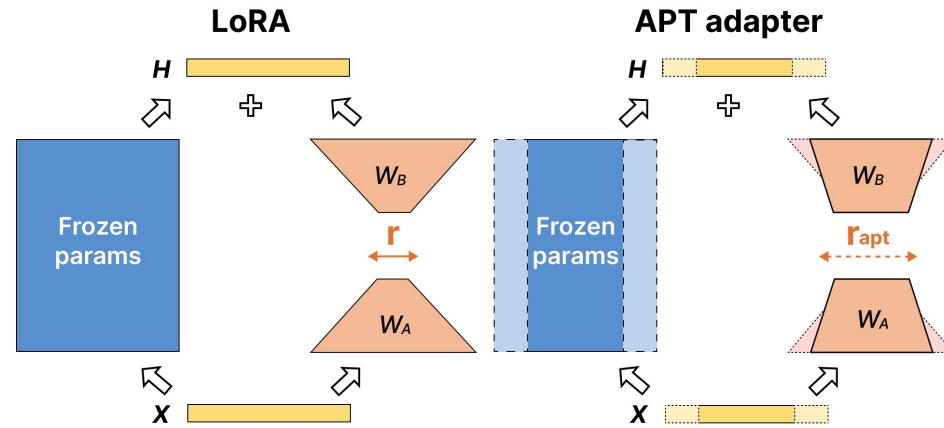 LoRA
H
Frozen
params
W_B
r
W_A
X
APT adapter
H
Frozen
params
W_B
r_apt
W_A
X